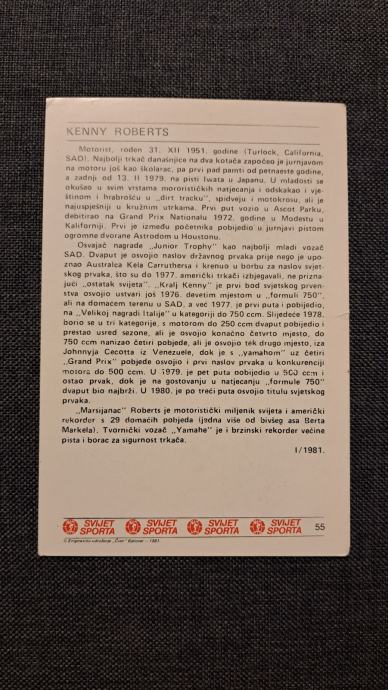 KENNY ROBERTS
Motorist, rođen 31. XII 1951. godine (Turlock, California,
SAD). Najbolji trkač današnjice na dva kotača započeo je jurnjavom
na motoru još kao školarac, pa prvi pad pamti od petnaeste godine,
a zadnji od 13. II 1979. na pisti Iwata u Japanu. U mladosti se
okušao u svim vrstama mororističkih natjecanja i odskakao i vje-
štinom i hrabrošću u „dirt tracku", spidveju i motokrosu, ali je
najuspješniji u kružnim utrkama. Prvi put vozio u Ascot Parku,
debitirao na Grand Prix Nationalu 1972. godine u Modestu u
Kaliforniji. Prvi je između početnika pobijedio u jurnjavi pistom
ogromne dvorane Astrodom u Houstonu.
Osvajač nagrade „Junior Trophy" kao najbolji mladi vozač
SAD. Dvaput je osvojio naslov državnog prvaka prije nego je upo-
znao Australca Kela Carruthersa i krenuo u borbu za naslov svjet-
skog prvaka, što su do 1977. američki trkači izbjegavali, ne prizna-
jući „ostatak svijeta". „Kralj Kenny" je prvi bod svjetskog prven-
stva osvojio ustvari još 1976. devetim mjestom u „formuli 750",
ali na domaćem terenu u SAD, a već 1977. je prvi puta i pobijedio,
na „Velikoj nagradi Italije" u kategoriji do 750 ccm. Slijedeće 1978.
borio se u tri kategorije, s motorom do 250 ccm dvaput pobijedio i
prestao usred sezone, ali je osvojio konačno četvrto mjesto, do
750 ccm nanizao četiri pobjede, ali je osvojio tek drugo mjesto, iza
Johnnyja Cecotta iz Venezuele, dok je s „yamahom" uz četiri
„Grand Prix" pobjede osvojio i prvi naslov prvaka u konkurenciji
motora do 500 ccm. U 1979. je pet puta pobijedio u 500 ccm i
ostao prvak, dok je na gostovanju u natjecanju „formule 750"
dvaput bio najbrži. U 1980. je po treći puta osvojio titulu svjetskog
prvaka.
„Marsijanac" Roberts je motoristički miljenik svijeta i američki
rekorder s 29 domaćih pobjeda (jedna više od bivšeg asa Berta
Markela). Tvornički vozač „Yamahe" je i brzinski rekorder većine
pista i borac za sigurnost trkača.
I/1981.
SVIJET SPORTA SVIJET SPORTA SVIJET SPORTA SVIJET SPORTA 55
1981.